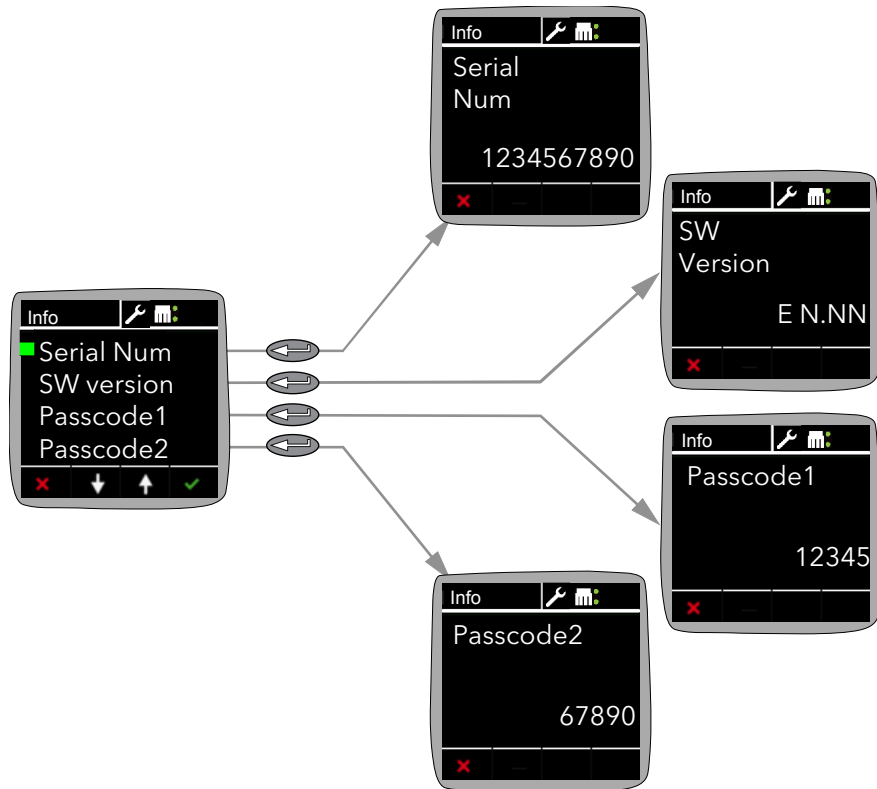 Info
Serial Num
SW version
Passcode1
Passcode2
Info
Serial
Num
1234567890
Info
SW
Version
E N.NN
Info
Passcode1
12345
Info
Passcode2
67890